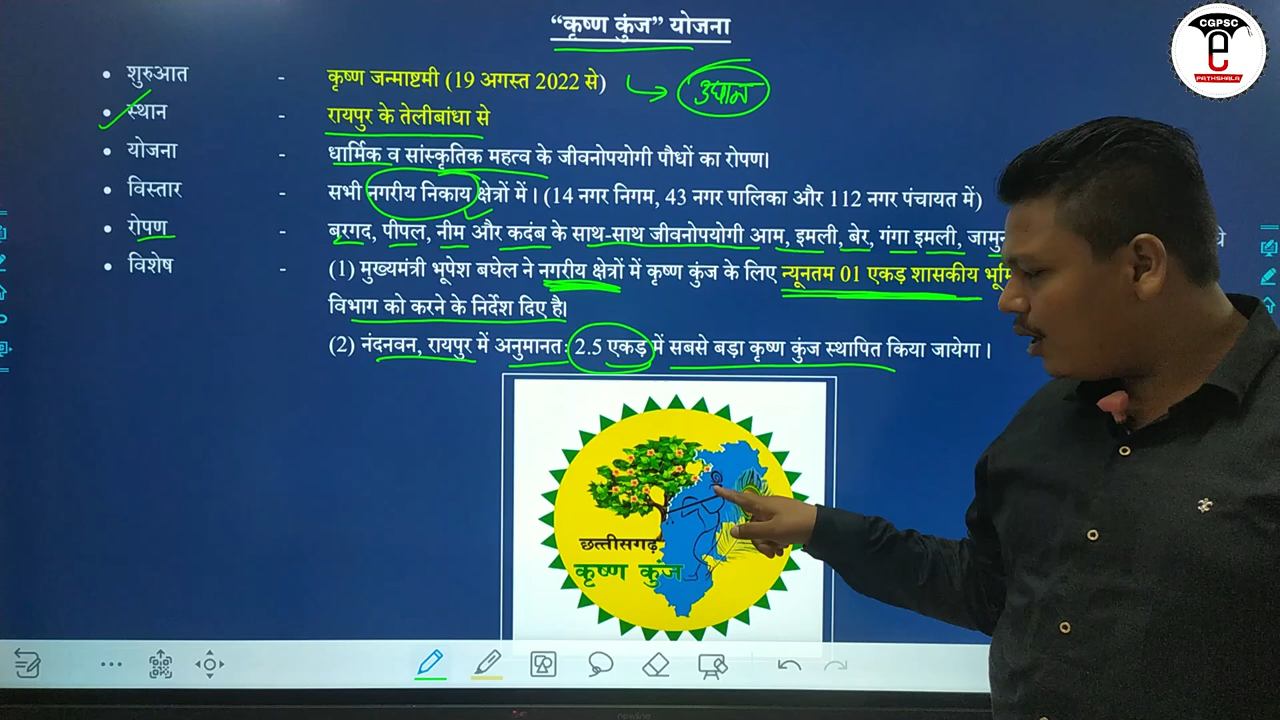 “कृष्ण कुंज” योजना
CGPSC
e
PATHSHALA
• शुरुआत - कृष्ण जन्माष्टमी (19 अगस्त 2022 से) उद्यान
• स्थान - रायपुर के तेलीबांधा से
• योजना - धार्मिक व सांस्कृतिक महत्व के जीवनोपयोगी पौधों का रोपण।
• विस्तार - सभी नगरीय निकाय क्षेत्रों में। (14 नगर निगम, 43 नगर पालिका और 112 नगर पंचायत में)
• रोपण - बरगद, पीपल, नीम और कदंब के साथ-साथ जीवनोपयोगी आम, इमली, बेर, गंगा इमली,
• विशेष - (1) मुख्यमंत्री भूपेश बघेल ने नगरीय क्षेत्रों में कृष्ण कुंज के लिए न्यूनतम 01 एकड़ शासकीय
विभाग को करने के निर्देश दिए है।
(2) नंदनवन, रायपुर में अनुमानतः 2.5 एकड़ में सबसे बड़ा कृष्ण कुंज स्थापित किया जायेगा।
छत्तीसगढ़
कृष्ण कुंज
newline